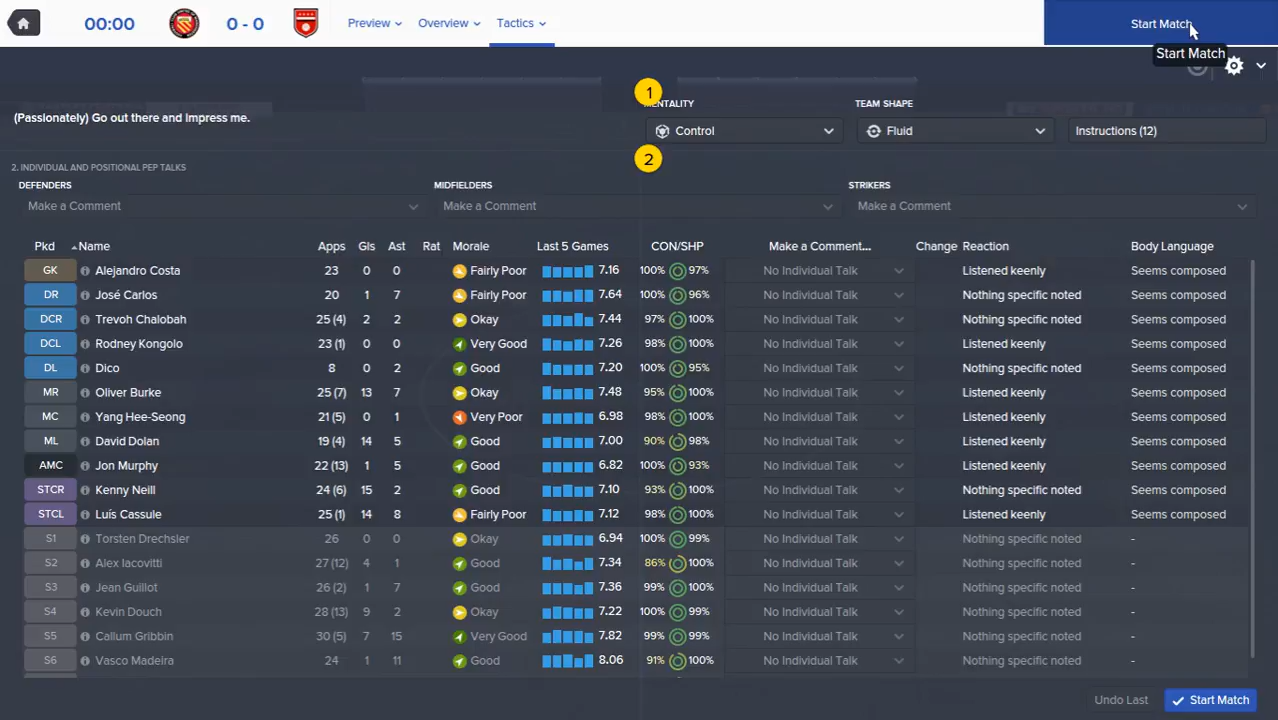 00:00 0 - 0 Preview Overview Tactics Start Match
Start Match
1
MENTALITY TEAM SHAPE
(Passionately) Go out there and impress me. Control Fluid Instructions (12)
2
2. INDIVIDUAL AND POSITIONAL PEP TALKS
DEFENDERS MIDFIELDERS STRIKERS
Make a Comment Make a Comment Make a Comment
Pkd Name Apps Gls Ast Rat Morale Last 5 Games CON/SHP Make a Comment... Change Reaction Body Language
GK Alejandro Costa 23 0 0 Fairly Poor 7.16 100% 97% No Individual Talk Listened keenly Seems composed
DR José Carlos 20 1 7 Fairly Poor 7.64 100% 96% No Individual Talk Nothing specific noted Seems composed
DCR Trevoh Chalobah 25 (4) 2 2 Okay 7.44 97% 100% No Individual Talk Nothing specific noted Seems composed
DCL Rodney Kongolo 23 (1) 0 0 Very Good 7.26 98% 100% No Individual Talk Listened keenly Seems composed
DL Dico 8 0 2 Good 7.20 100% 95% No Individual Talk Nothing specific noted Seems composed
MR Oliver Burke 25 (7) 13 7 Okay 7.48 95% 100% No Individual Talk Listened keenly Seems composed
MC Yang Hee-Seong 21 (5) 0 1 Very Poor 6.98 98% 100% No Individual Talk Listened keenly Seems composed
ML David Dolan 19 (4) 14 5 Good 7.00 90% 98% No Individual Talk Listened keenly Seems composed
AMC Jon Murphy 22 (13) 1 5 Good 6.82 100% 93% No Individual Talk Listened keenly Seems composed
STCR Kenny Neill 24 (6) 15 2 Good 7.10 93% 100% No Individual Talk Nothing specific noted Seems composed
STCL Luís Cassule 25 (1) 14 8 Fairly Poor 7.12 98% 100% No Individual Talk Listened keenly Seems composed
S1 Torsten Drechsler 26 0 0 Okay 6.94 100% 99% No Individual Talk Nothing specific noted -
S2 Alex Iacovitti 27 (12) 4 1 Good 7.34 86% 100% No Individual Talk Nothing specific noted -
S3 Jean Guillot 26 (2) 1 7 Good 7.36 99% 100% No Individual Talk Nothing specific noted -
S4 Kevin Douch 28 (13) 9 2 Okay 7.22 100% 99% No Individual Talk Nothing specific noted -
S5 Callum Gribbin 30 (5) 7 15 Very Good 7.82 99% 99% No Individual Talk Nothing specific noted -
S6 Vasco Madeira 24 1 11 Good 8.06 91% 100% No Individual Talk Nothing specific noted -
Undo Last Start Match